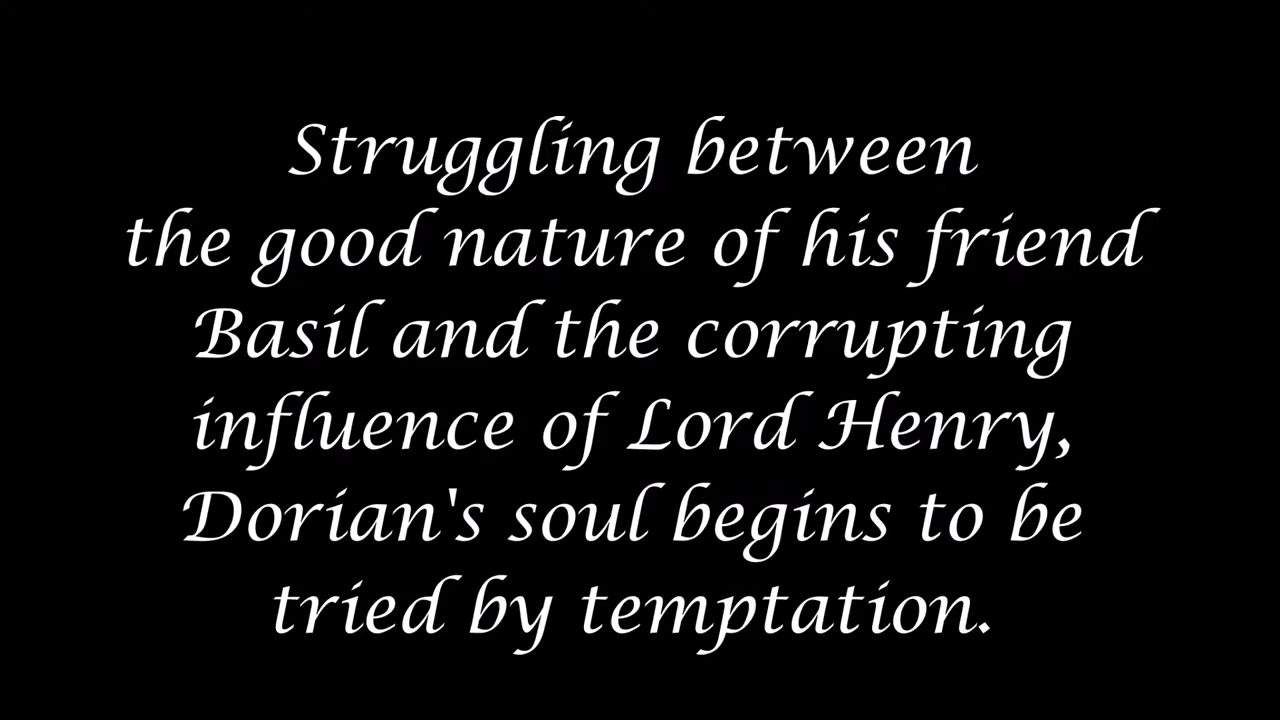 Struggling between
the good nature of his friend
Basil and the corrupting
influence of Lord Henry,
Dorian's soul begins to be
tried by temptation.